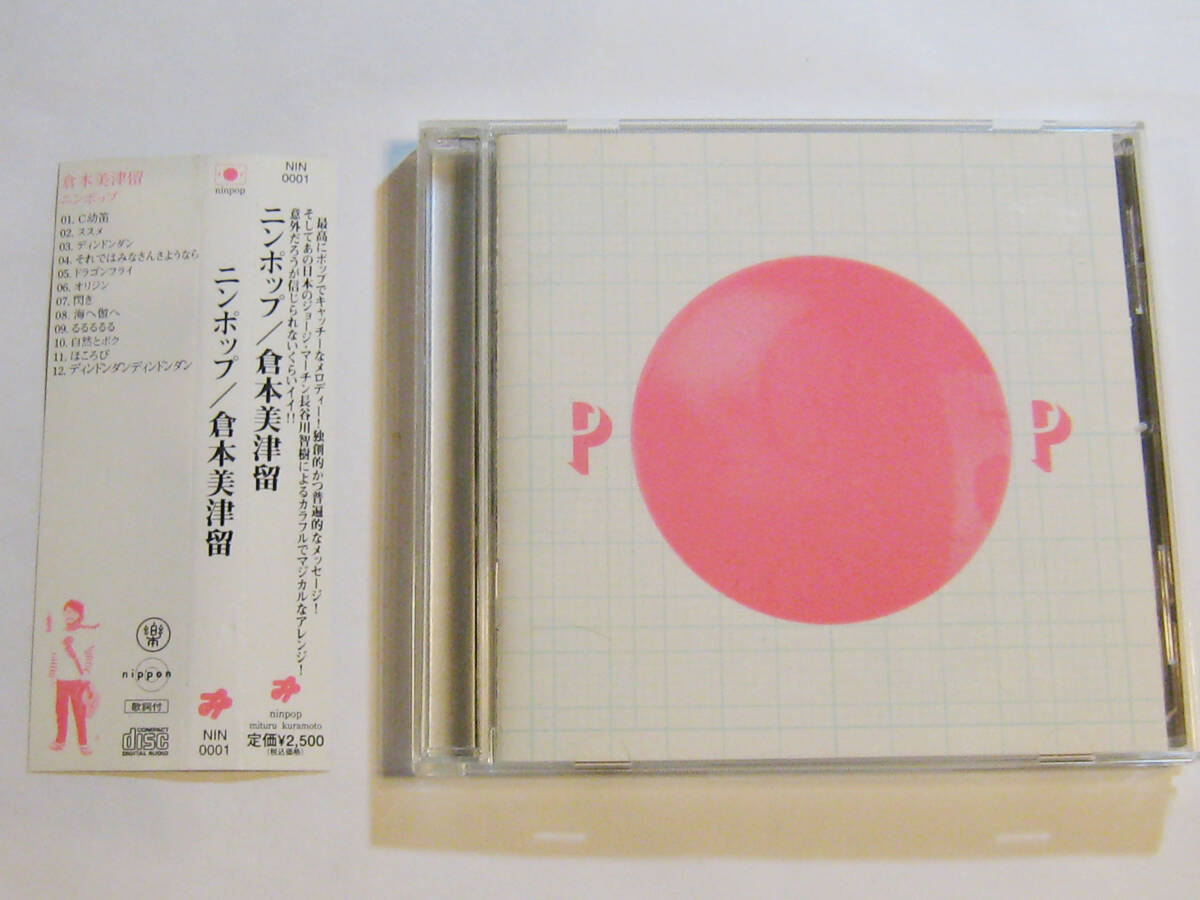 倉本美津留
ニンポップ
01. C幼笛
02. ススメ
03. ディンドンダン
04. それではみなさんさようなら
05. ドラゴンフライ
06. オリジン
07. 閃き
08. 海へ倣へ
09. るるるるる
10. 自然とボク
11. ほころび
12. ディンドンダンディンドンダン
樂
nippon
歌詞付
COMPACT
disc
DIGITAL AUDIO
ninpop
ニンポップ／倉本美津留
NIN
0001
NIN
0001
最高にポップでキャッチーなメロディー！独創的かつ普遍的なメッセージ！
そしてあの日本のジョージ・マーチン長谷川智樹によるカラフルでマジカルなアレンジ！
意外だろうが信じられないくらいイイ!!
ニンポップ／倉本美津留
ninpop
mituru kuramoto
定価¥2,500
(税込価格)
P P